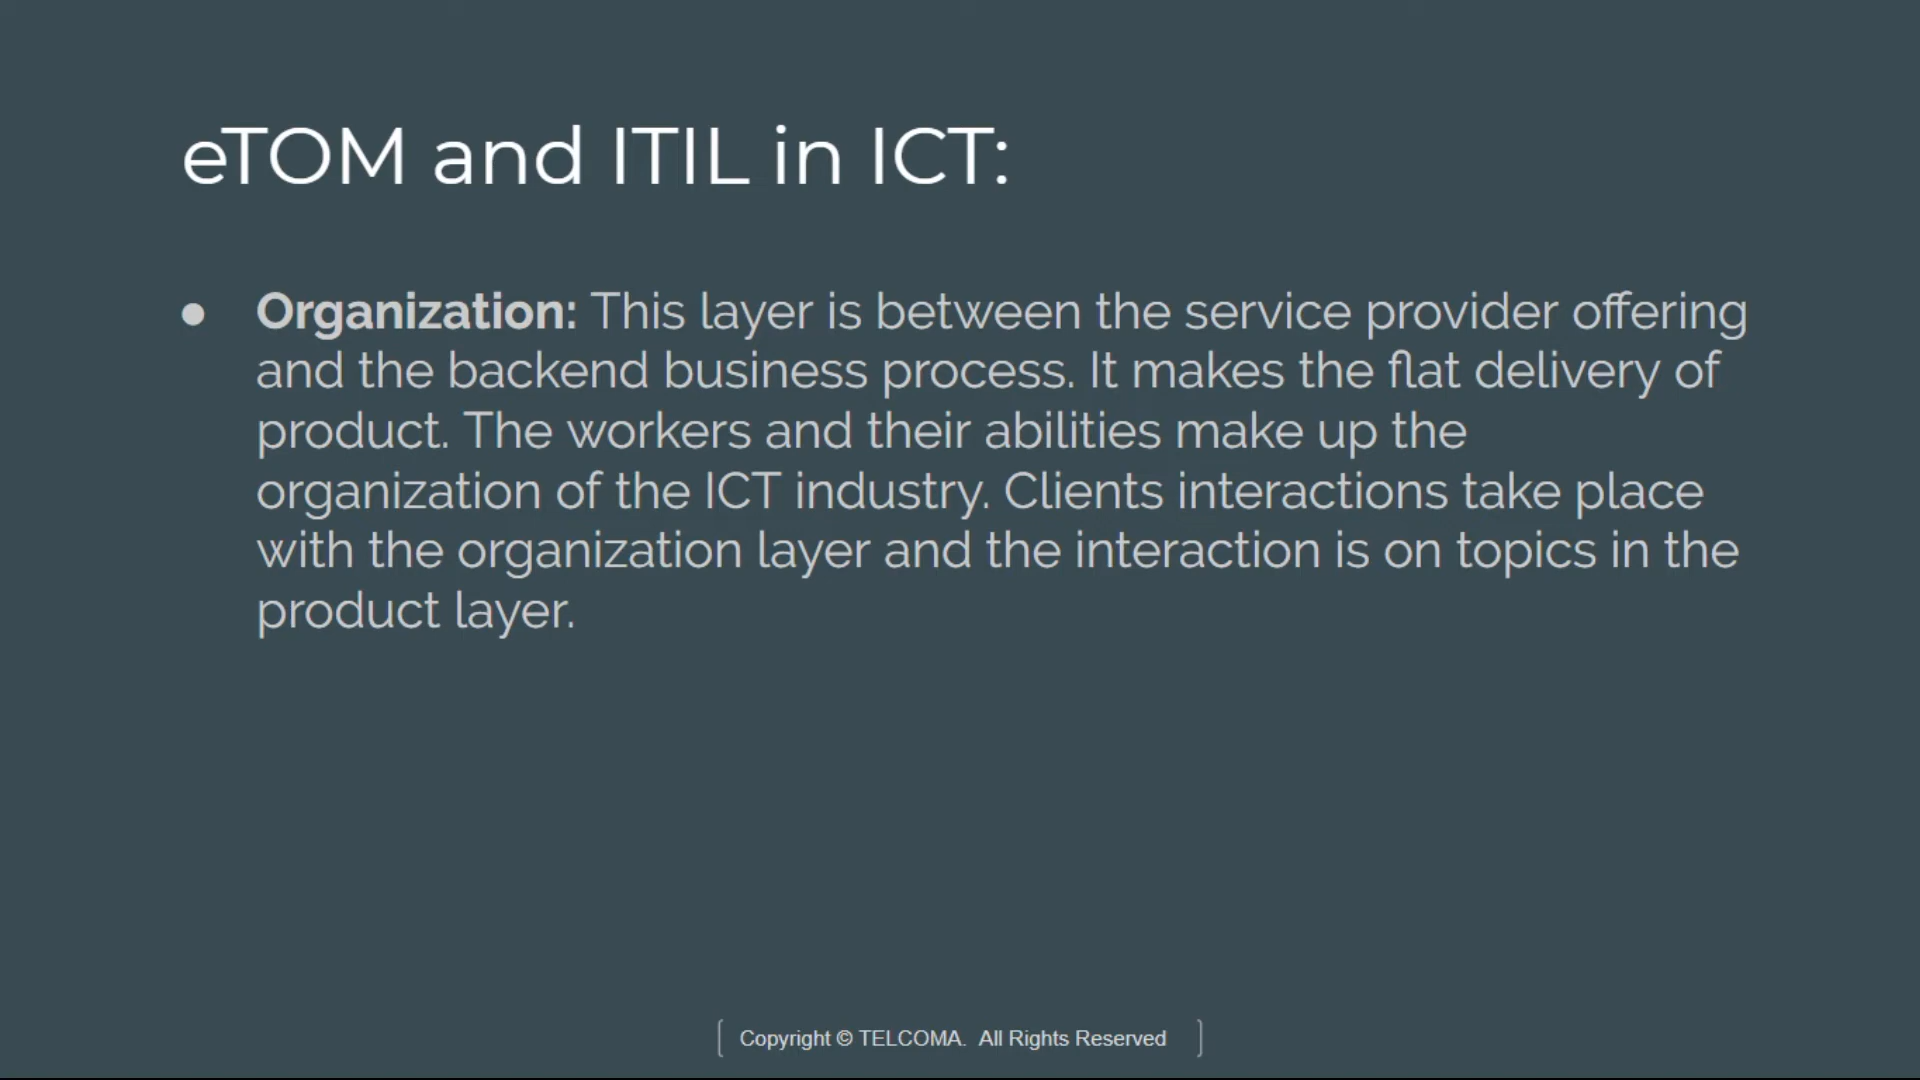 eTOM and ITIL in ICT:
● Organization: This layer is between the service provider offering
and the backend business process. It makes the flat delivery of
product. The workers and their abilities make up the
organization of the ICT industry. Clients interactions take place
with the organization layer and the interaction is on topics in the
product layer.
[ Copyright © TELCOMA. All Rights Reserved ]